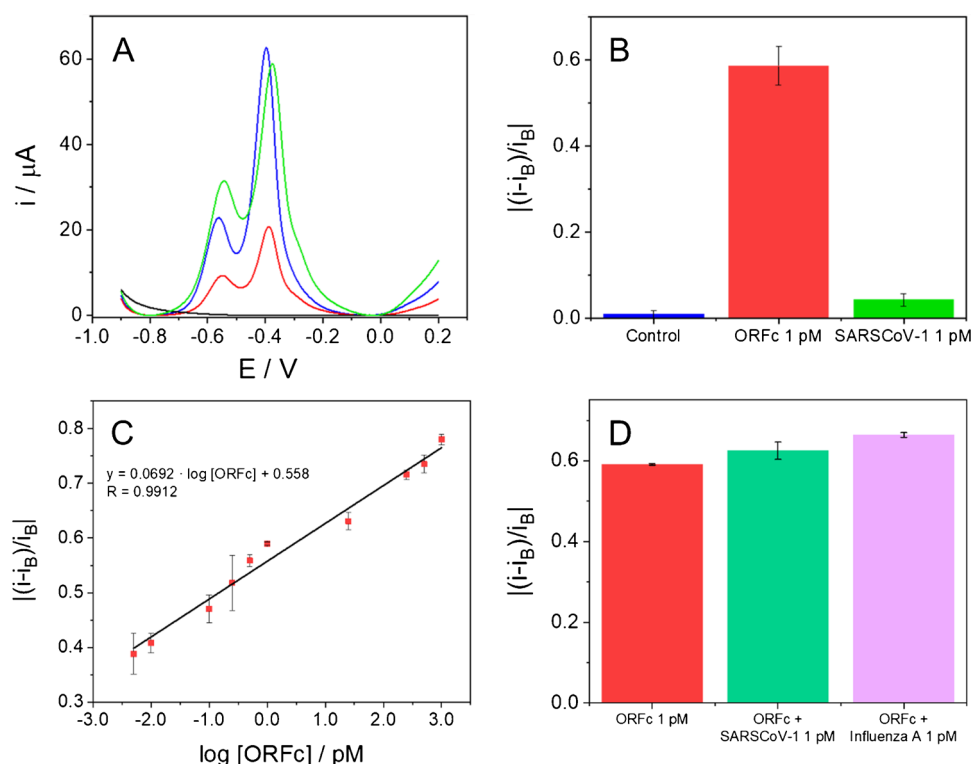 A
i / μA
60
40
20
0
-1.0 -0.8 -0.6 -0.4 -0.2 0.0 0.2
E / V
B
|(i-iB)/iB|
0.6
0.4
0.2
0.0
Control ORFc 1 pM SARSCoV-1 1 pM
C
|(i-iB)/iB|
0.8
0.7
0.6
0.5
0.4
0.3
y = 0.0692 · log [ORFc] + 0.558
R = 0.9912
-3.0 -2.0 -1.0 0.0 1.0 2.0 3.0
log [ORFc] / pM
D
|(i-iB)/iB|
0.6
0.4
0.2
0.0
ORFc 1 pM
ORFc +
SARSCoV-1 1 pM
ORFc +
Influenza A 1 pM